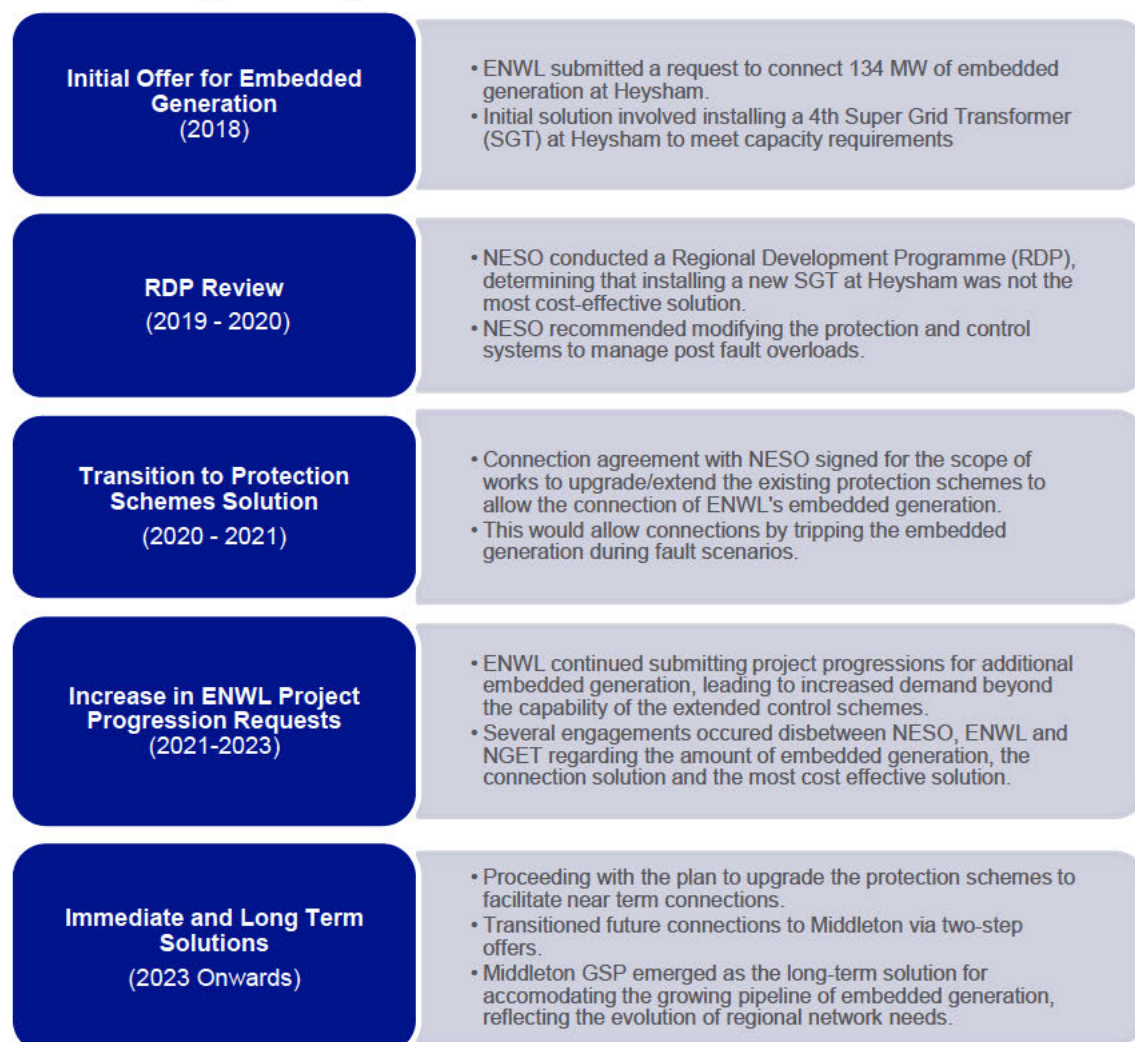 Initial Offer for Embedded
Generation
(2018)
• ENWL submitted a request to connect 134 MW of embedded
generation at Heysham.
• Initial solution involved installing a 4th Super Grid Transformer
(SGT) at Heysham to meet capacity requirements
RDP Review
(2019 - 2020)
• NESO conducted a Regional Development Programme (RDP),
determining that installing a new SGT at Heysham was not the
most cost-effective solution.
• NESO recommended modifying the protection and control
systems to manage post fault overloads.
Transition to Protection
Schemes Solution
(2020 - 2021)
• Connection agreement with NESO signed for the scope of
works to upgrade/extend the existing protection schemes to
allow the connection of ENWL's embedded generation.
• This would allow connections by tripping the embedded
generation during fault scenarios.
Increase in ENWL Project
Progression Requests
(2021-2023)
• ENWL continued submitting project progressions for additional
embedded generation, leading to increased demand beyond
the capability of the extended control schemes.
• Several engagements occured disbetween NESO, ENWL and
NGET regarding the amount of embedded generation, the
connection solution and the most cost effective solution.
Immediate and Long Term
Solutions
(2023 Onwards)
• Proceeding with the plan to upgrade the protection schemes to
facilitate near term connections.
• Transitioned future connections to Middleton via two-step
offers.
• Middleton GSP emerged as the long-term solution for
accomodating the growing pipeline of embedded generation,
reflecting the evolution of regional network needs.